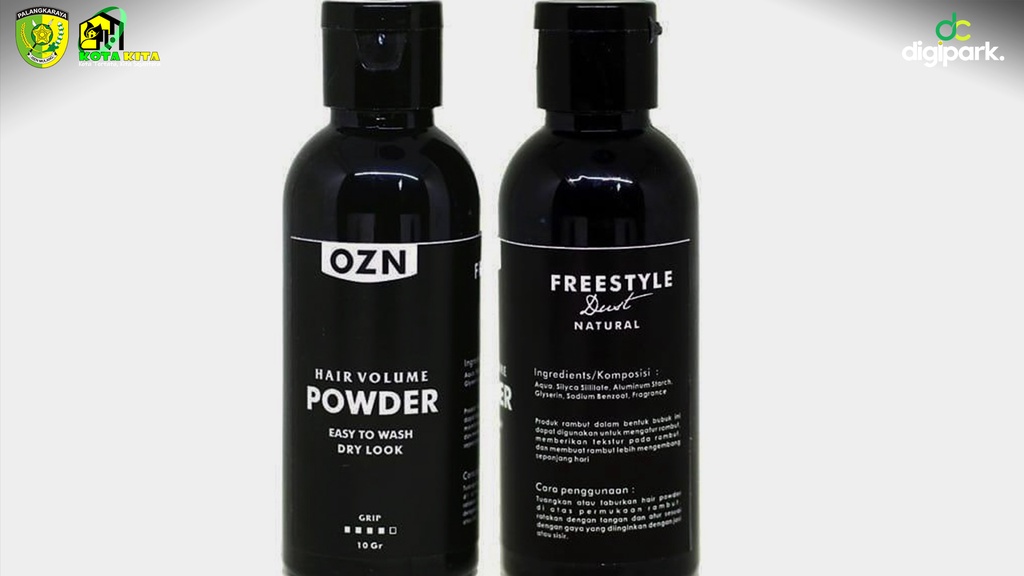 PALANGKARAYA
KOTA KITA
dc
digipark.
OZN
HAIR VOLUME
POWDER
EASY TO WASH
DRY LOOK
GRIP
10 Gr
FREESTYLE
Dust
NATURAL
Ingredients/Komposisi :
Aqua, Silyca Sililate, Aluminum Starch,
Glyserin, Sodium Benzoat, Fragrance
Produk rambut dalam bentuk bubuk ini
dapat digunakan untuk mengatur rambut,
memberikan tekstur pada rambut,
dan membuat rambut lebih mengembang
sepanjang hari
Cara penggunaan :
Tuangkan atau taburkan hair powder
di atas permukaan rambut
ratakan dengan tangan dan atur sesuai
dengan gaya yang diinginkan dengan jari
atau sisir.